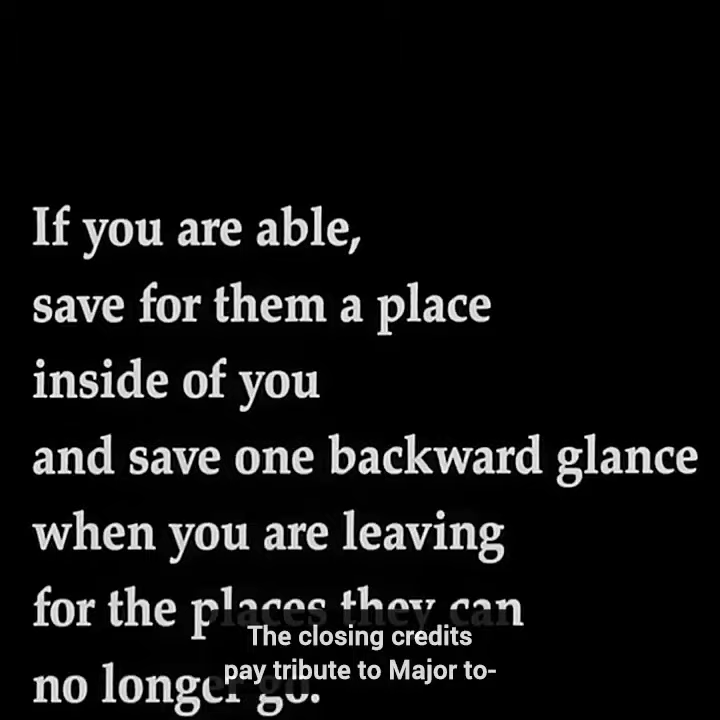 If you are able,
save for them a place
inside of you
and save one backward glance
when you are leaving
for the places they can
no longer go.
The closing credits
pay tribute to Major to-